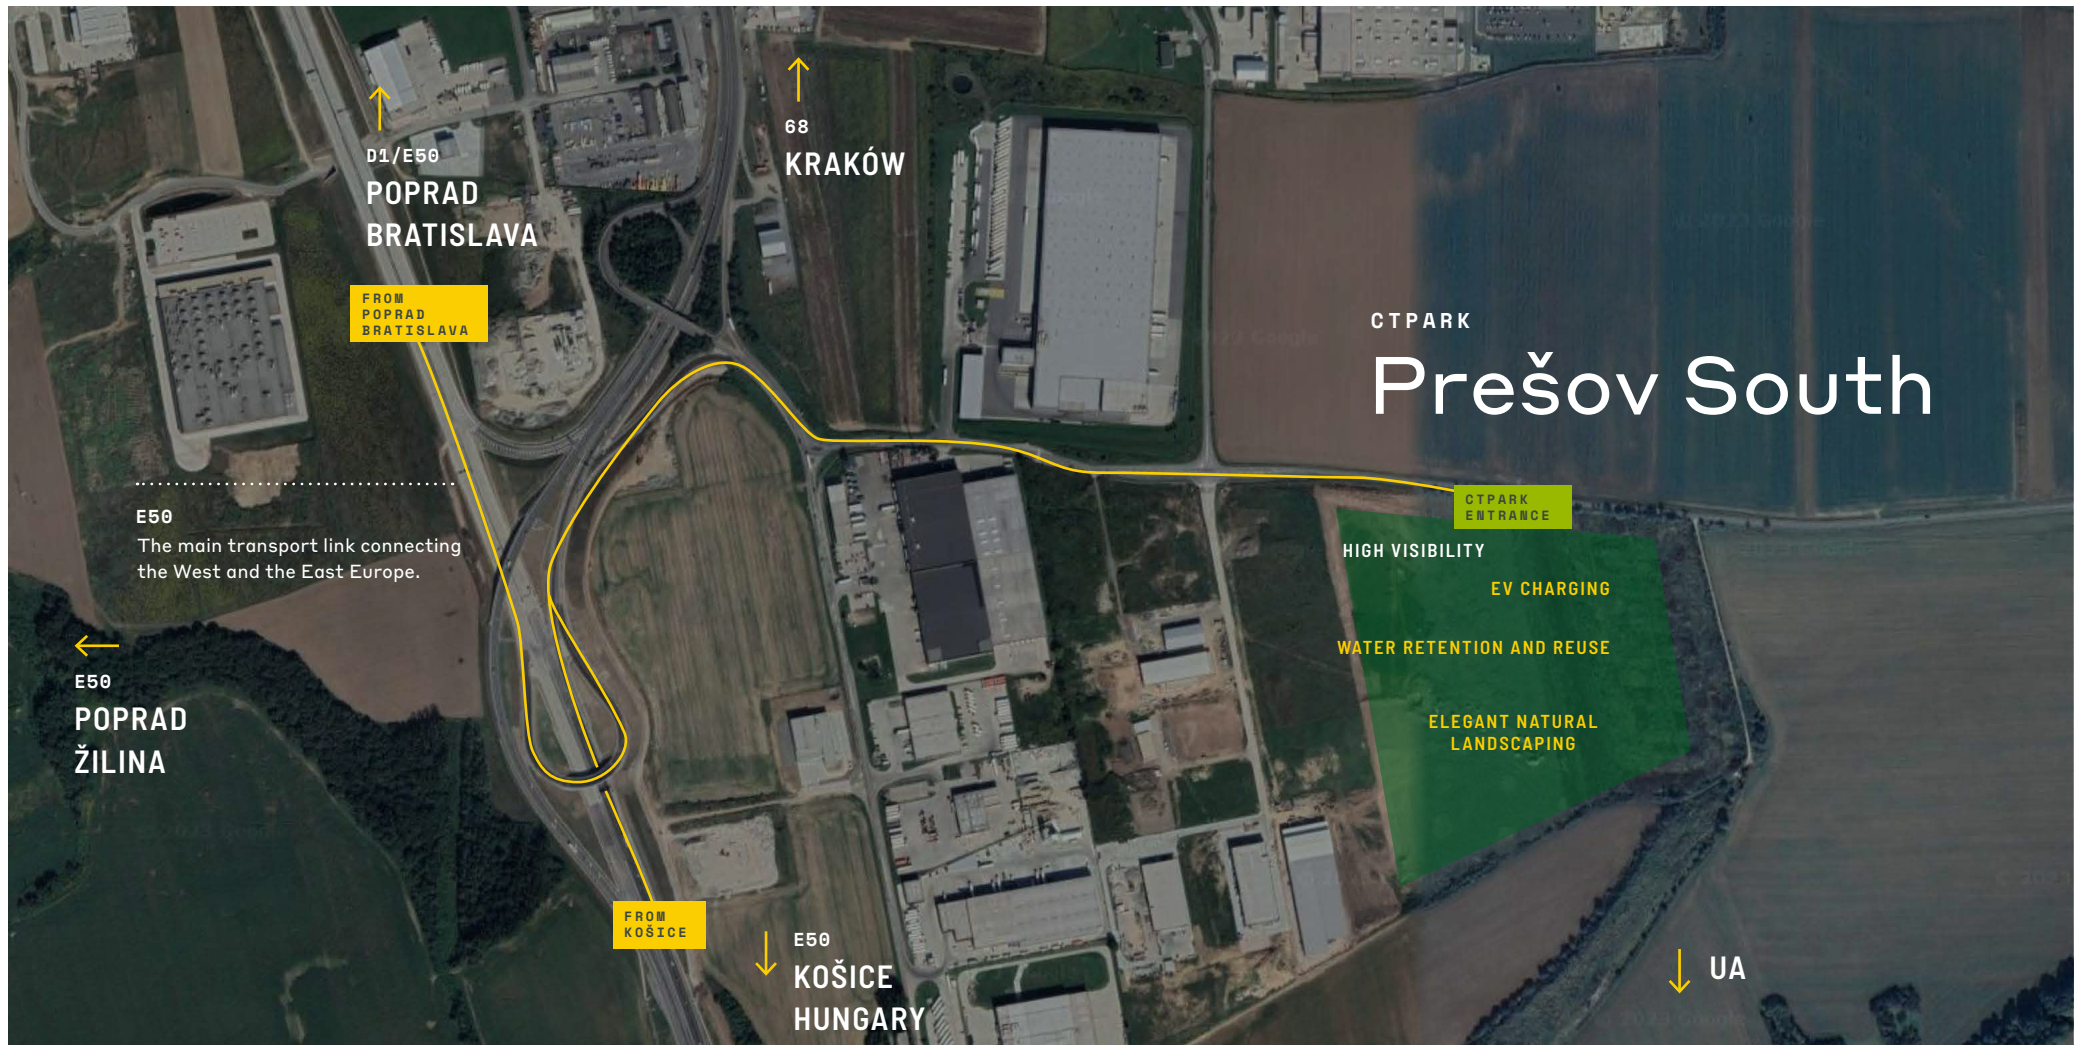 68
KRAKÓW
D1/E50
POPRAD
BRATISLAVA
FROM
POPRAD
BRATISLAVA
CTPARK
Prešov South
E50
The main transport link connecting
the West and the East Europe.
CTPARK
ENTRANCE
HIGH VISIBILITY
EV CHARGING
WATER RETENTION AND REUSE
ELEGANT NATURAL
LANDSCAPING
E50
POPRAD
ŽILINA
FROM
KOŠICE
E50
KOŠICE
HUNGARY
UA